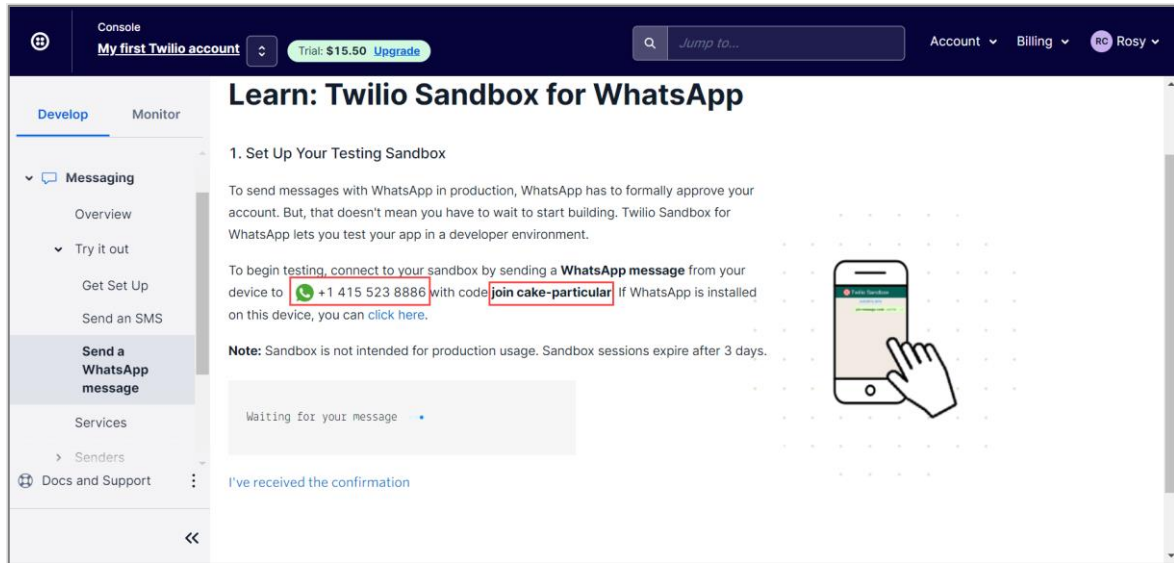 Console
My first Twilio account
Trial: $15.50 Upgrade
Jump to...
Account
Billing
RC Rosy
Develop
Monitor
Messaging
Overview
Try it out
Get Set Up
Send an SMS
Send a
WhatsApp
message
Services
Senders
Docs and Support
Learn: Twilio Sandbox for WhatsApp
1. Set Up Your Testing Sandbox
To send messages with WhatsApp in production, WhatsApp has to formally approve your
account. But, that doesn't mean you have to wait to start building. Twilio Sandbox for
WhatsApp lets you test your app in a developer environment.
To begin testing, connect to your sandbox by sending a WhatsApp message from your
device to +1 415 523 8886 with code join cake-particular If WhatsApp is installed
on this device, you can click here.
Note: Sandbox is not intended for production usage. Sandbox sessions expire after 3 days.
Waiting for your message
I've received the confirmation
Twilio Sandbox